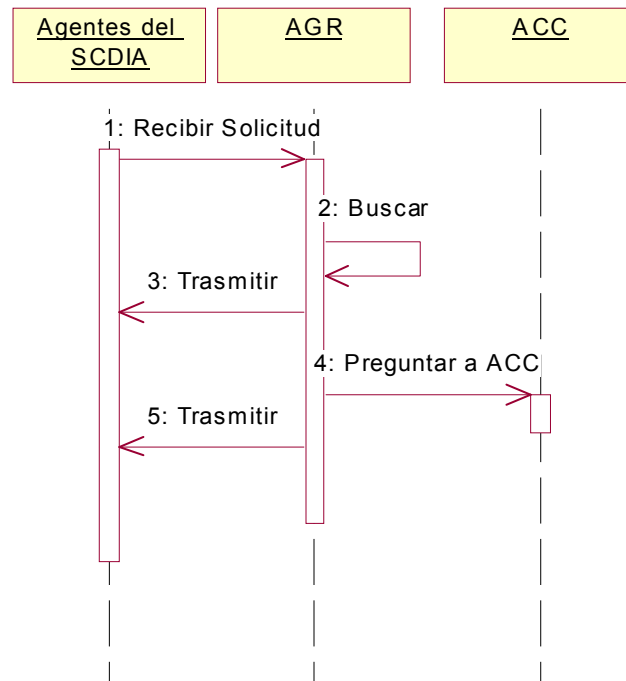 Agentes del
SCDIA
AGR
ACC
1: Recibir Solicitud
2: Buscar
3: Trasmitir
4: Preguntar a ACC
5: Trasmitir